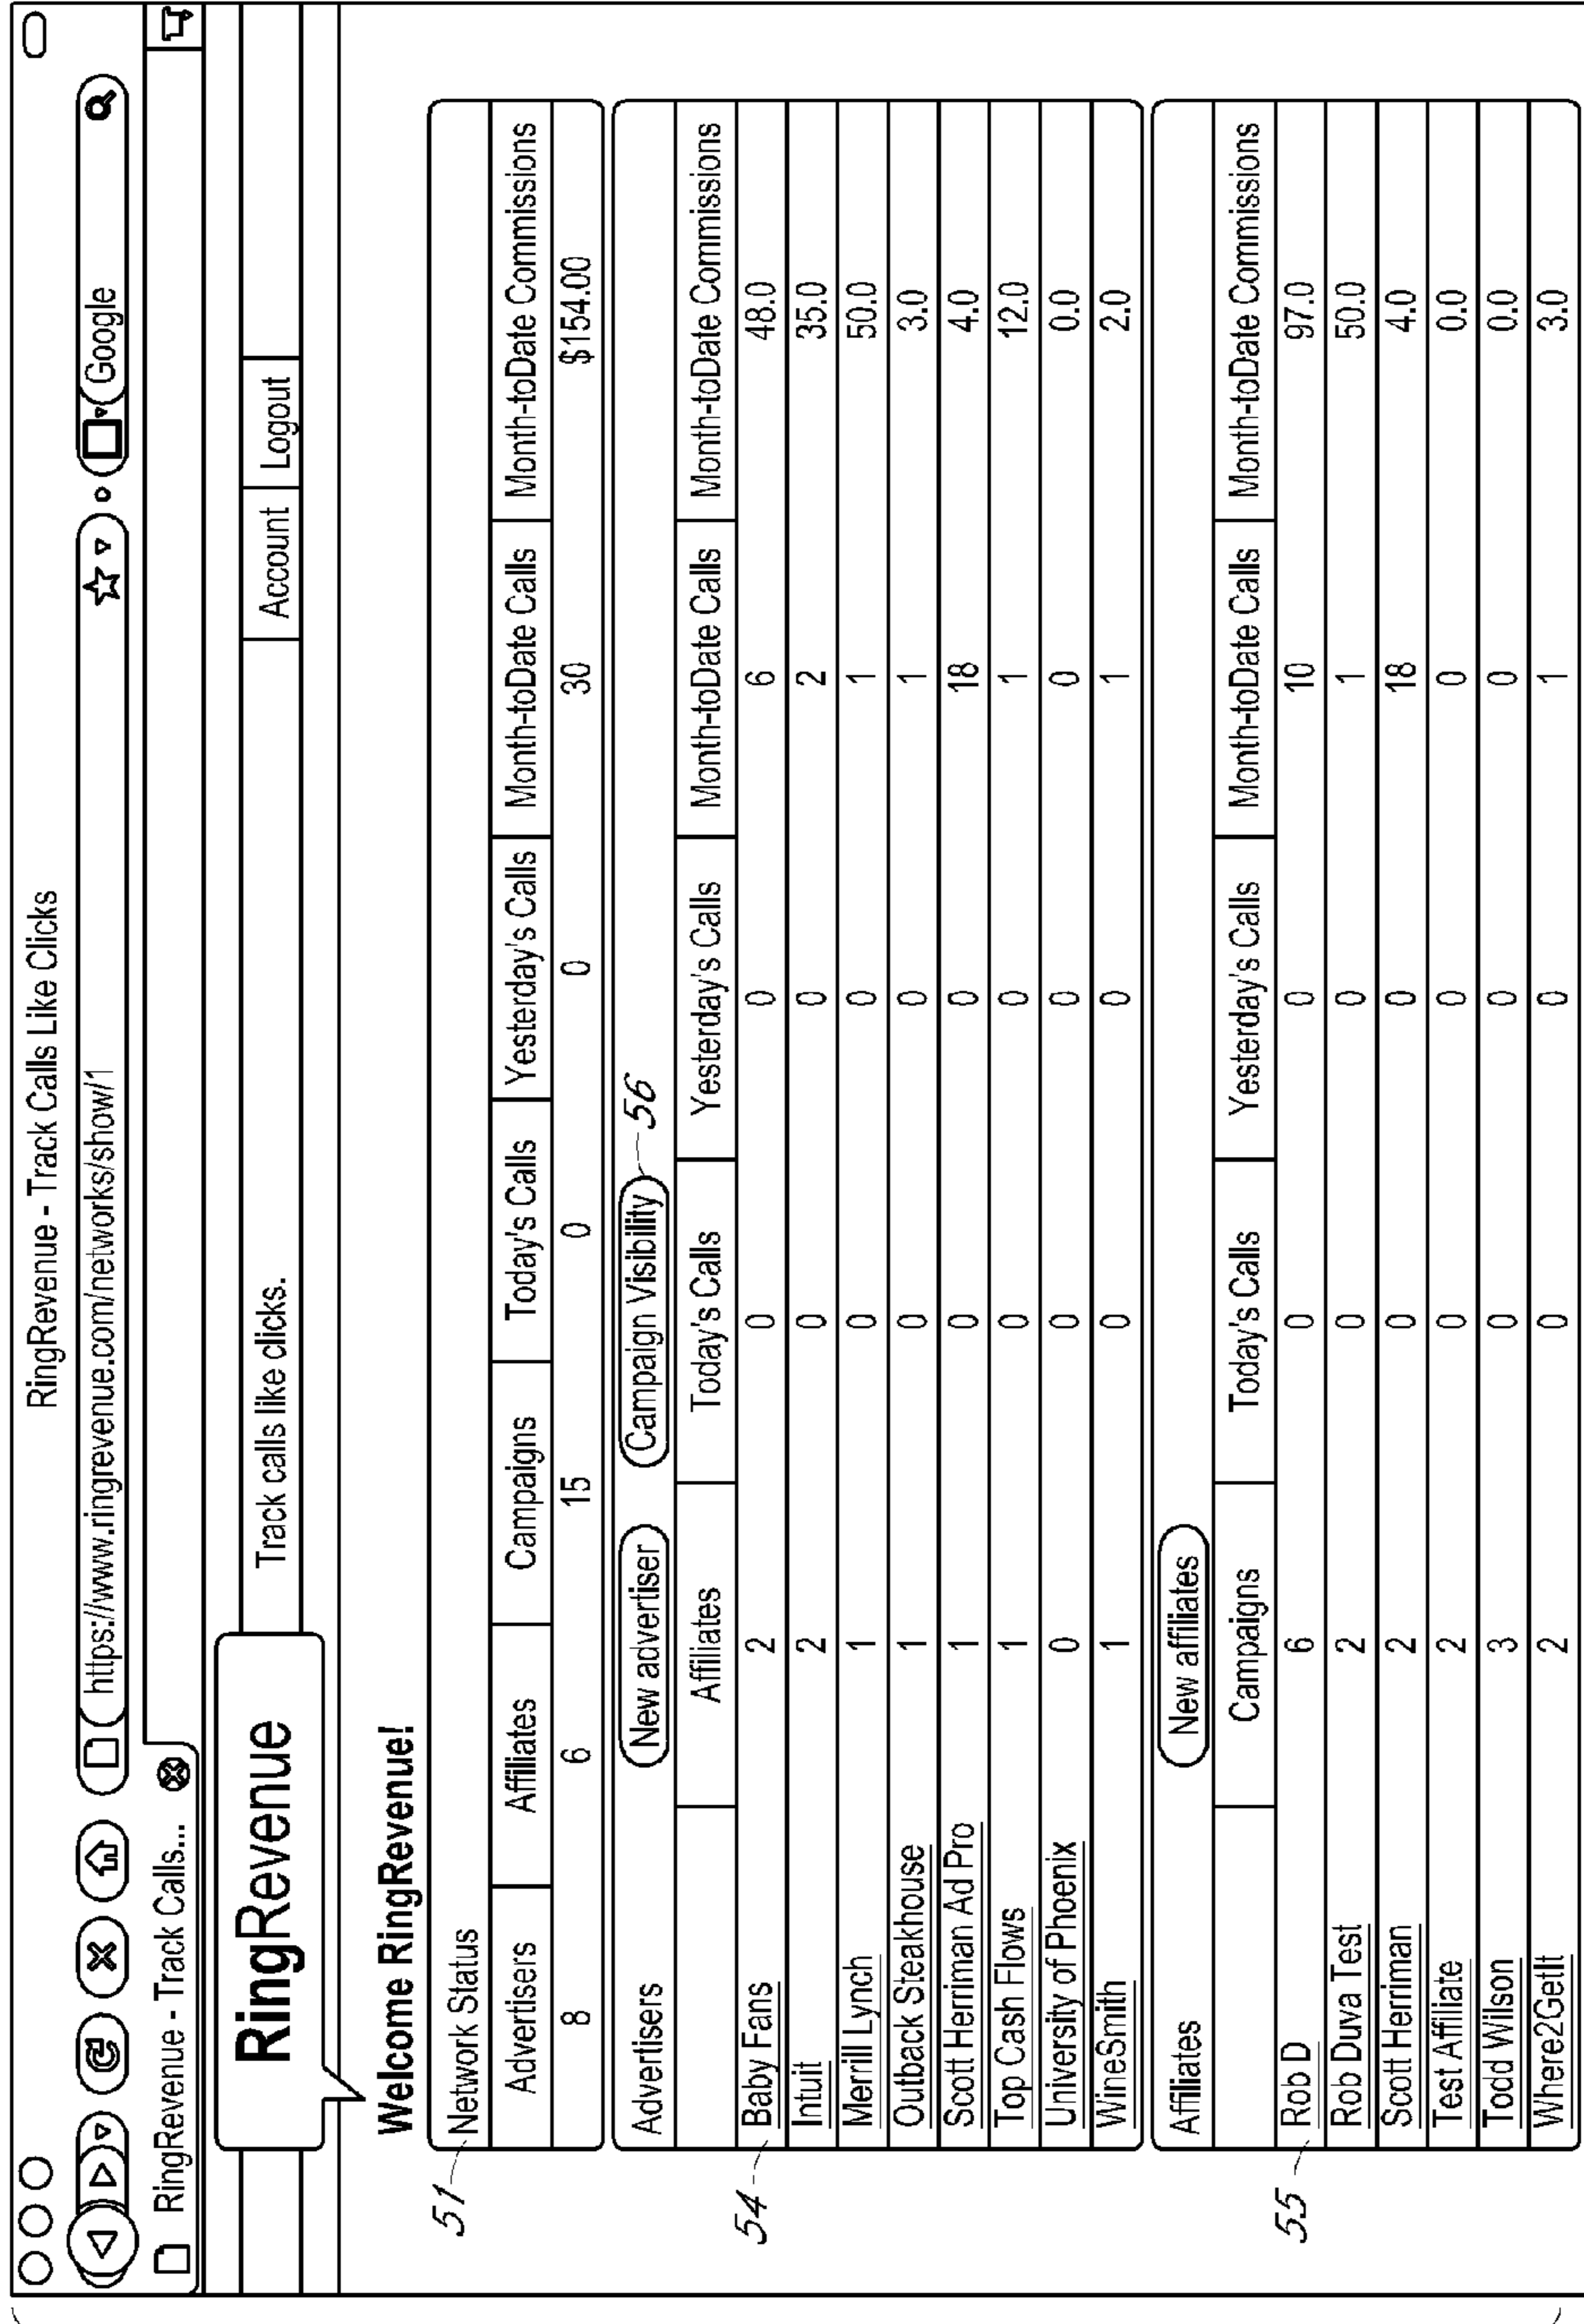 RingRevenue - Track Calls Like Clicks
https://www.ringrevenue.com/networks/show/1 Google
RingRevenue - Track Calls...
RingRevenue Track calls like clicks. Account Logout
Welcome RingRevenue!
51 Network Status
Advertisers Affiliates Campaigns Today's Calls Yesterday's Calls Month-toDate Calls Month-toDate Commissions
8 6 15 0 0 30 $154.00
Advertisers New advertiser Campaign Visibility 56
Affiliates Today's Calls Yesterday's Calls Month-toDate Calls Month-toDate Commissions
54 Baby Fans 2 0 0 6 48.0
Intuit 2 0 0 2 35.0
Merrill Lynch 1 0 0 1 50.0
Outback Steakhouse 1 0 0 1 3.0
Scott Herriman Ad Pro 1 0 0 18 4.0
Top Cash Flows 1 0 0 1 12.0
University of Phoenix 0 0 0 0 0.0
WineSmith 1 0 0 1 2.0
Affiliates New affiliates
Campaigns Today's Calls Yesterday's Calls Month-toDate Calls Month-toDate Commissions
55 Rob D 6 0 0 10 97.0
Rob Duva Test 2 0 0 1 50.0
Scott Herriman 2 0 0 18 4.0
Test Affiliate 2 0 0 0 0.0
Todd Wilson 3 0 0 0 0.0
Where2GetIt 2 0 0 1 3.0